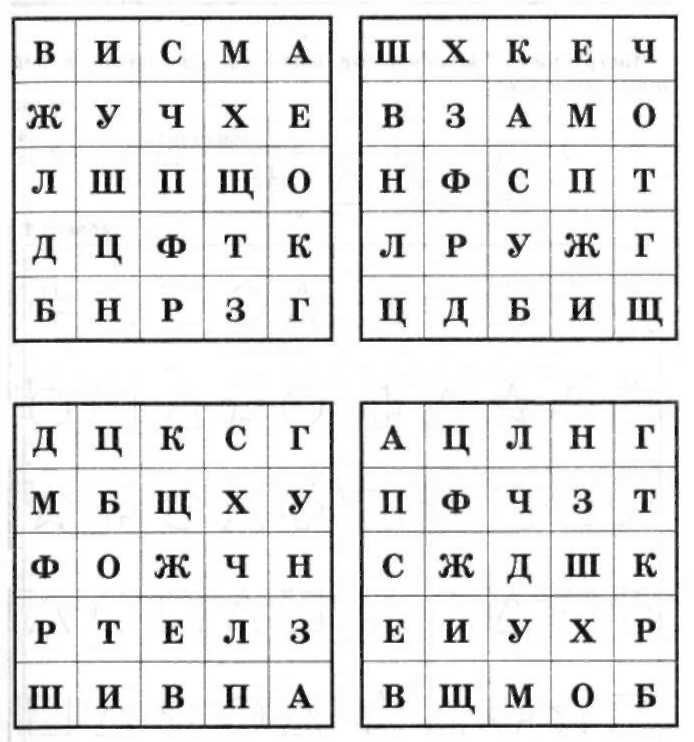 В И С М А
Ж У Ч Х Е
Л Ш П Щ О
Д Ц Ф Т К
Б Н Р З Г
Ш Х К Е Ч
В З А М О
Н Ф С П Т
Л Р У Ж Г
Ц Д Б И Щ
Д Ц К С Г
М Б Щ Х У
Ф О Ж Ч Н
Р Т Е Л З
Ш И В П А
А Ц Л Н Г
П Ф Ч З Т
С Ж Д Ш К
Е И У Х Р
В Щ М О Б